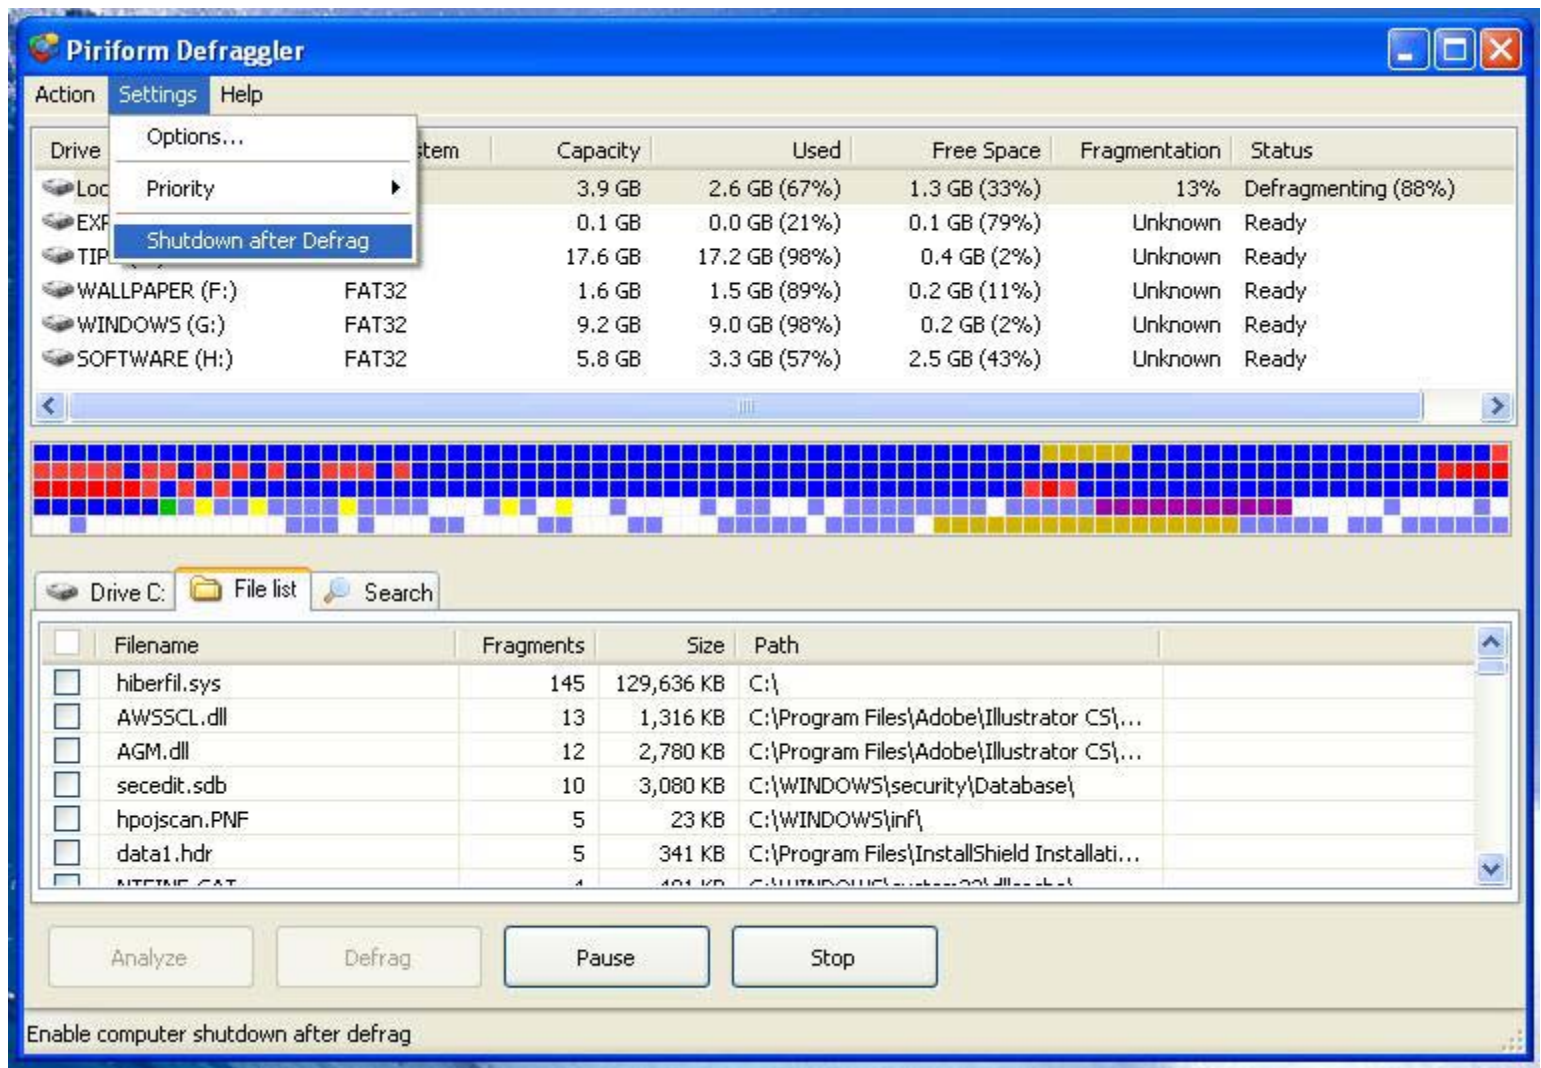 Piriform Defraggler
Action Settings Help
Options...
Priority
Shutdown after Defrag
Drive tem Capacity Used Free Space Fragmentation Status
Loc 3.9 GB 2.6 GB (67%) 1.3 GB (33%) 13% Defragmenting (88%)
EXP 0.1 GB 0.0 GB (21%) 0.1 GB (79%) Unknown Ready
TIP 17.6 GB 17.2 GB (98%) 0.4 GB (2%) Unknown Ready
WALLPAPER (F:) FAT32 1.6 GB 1.5 GB (89%) 0.2 GB (11%) Unknown Ready
WINDOWS (G:) FAT32 9.2 GB 9.0 GB (98%) 0.2 GB (2%) Unknown Ready
SOFTWARE (H:) FAT32 5.8 GB 3.3 GB (57%) 2.5 GB (43%) Unknown Ready
Drive C: File list Search
Filename Fragments Size Path
hiberfil.sys 145 129,636 KB C:\
AWSSCL.dll 13 1,316 KB C:\Program Files\Adobe\Illustrator CS\...
AGM.dll 12 2,780 KB C:\Program Files\Adobe\Illustrator CS\...
secedit.sdb 10 3,080 KB C:\WINDOWS\security\Database\
hpojscan.PNF 5 23 KB C:\WINDOWS\inf\
data1.hdr 5 341 KB C:\Program Files\InstallShield Installati...
Analyze Defrag Pause Stop
Enable computer shutdown after defrag